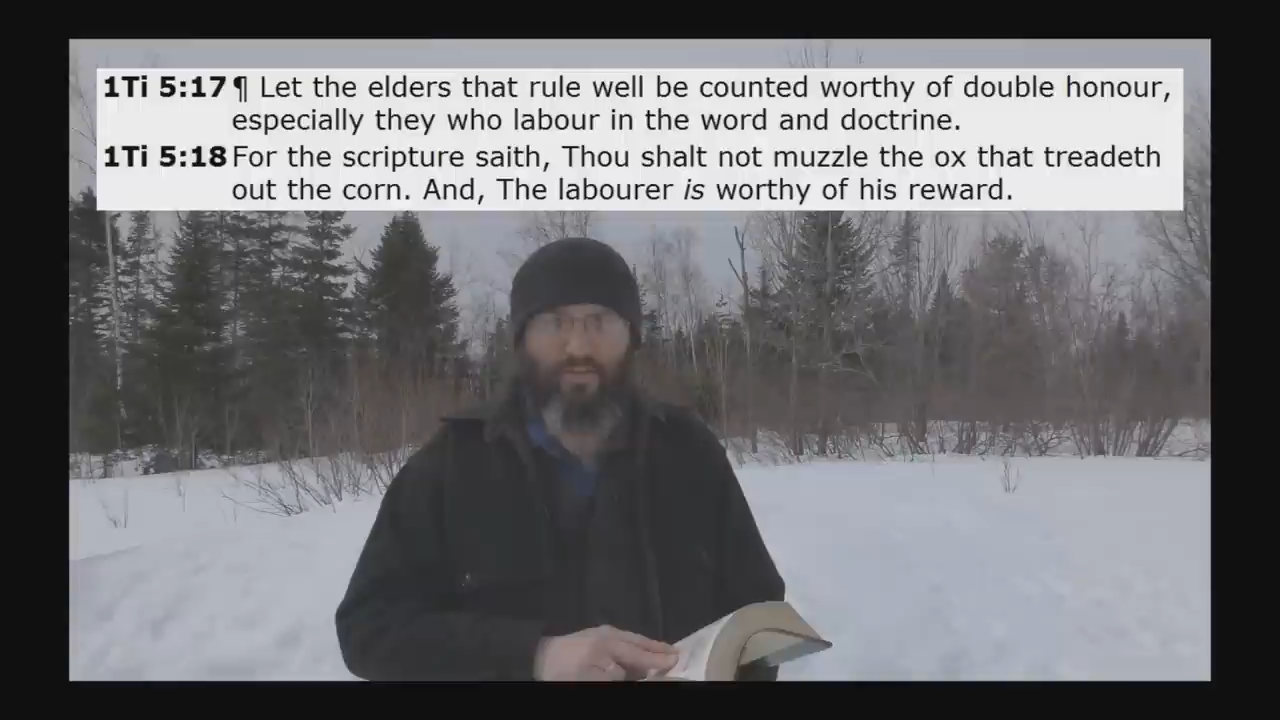 1Ti 5:17 ¶ Let the elders that rule well be counted worthy of double honour,
especially they who labour in the word and doctrine.
1Ti 5:18 For the scripture saith, Thou shalt not muzzle the ox that treadeth
out the corn. And, The labourer is worthy of his reward.